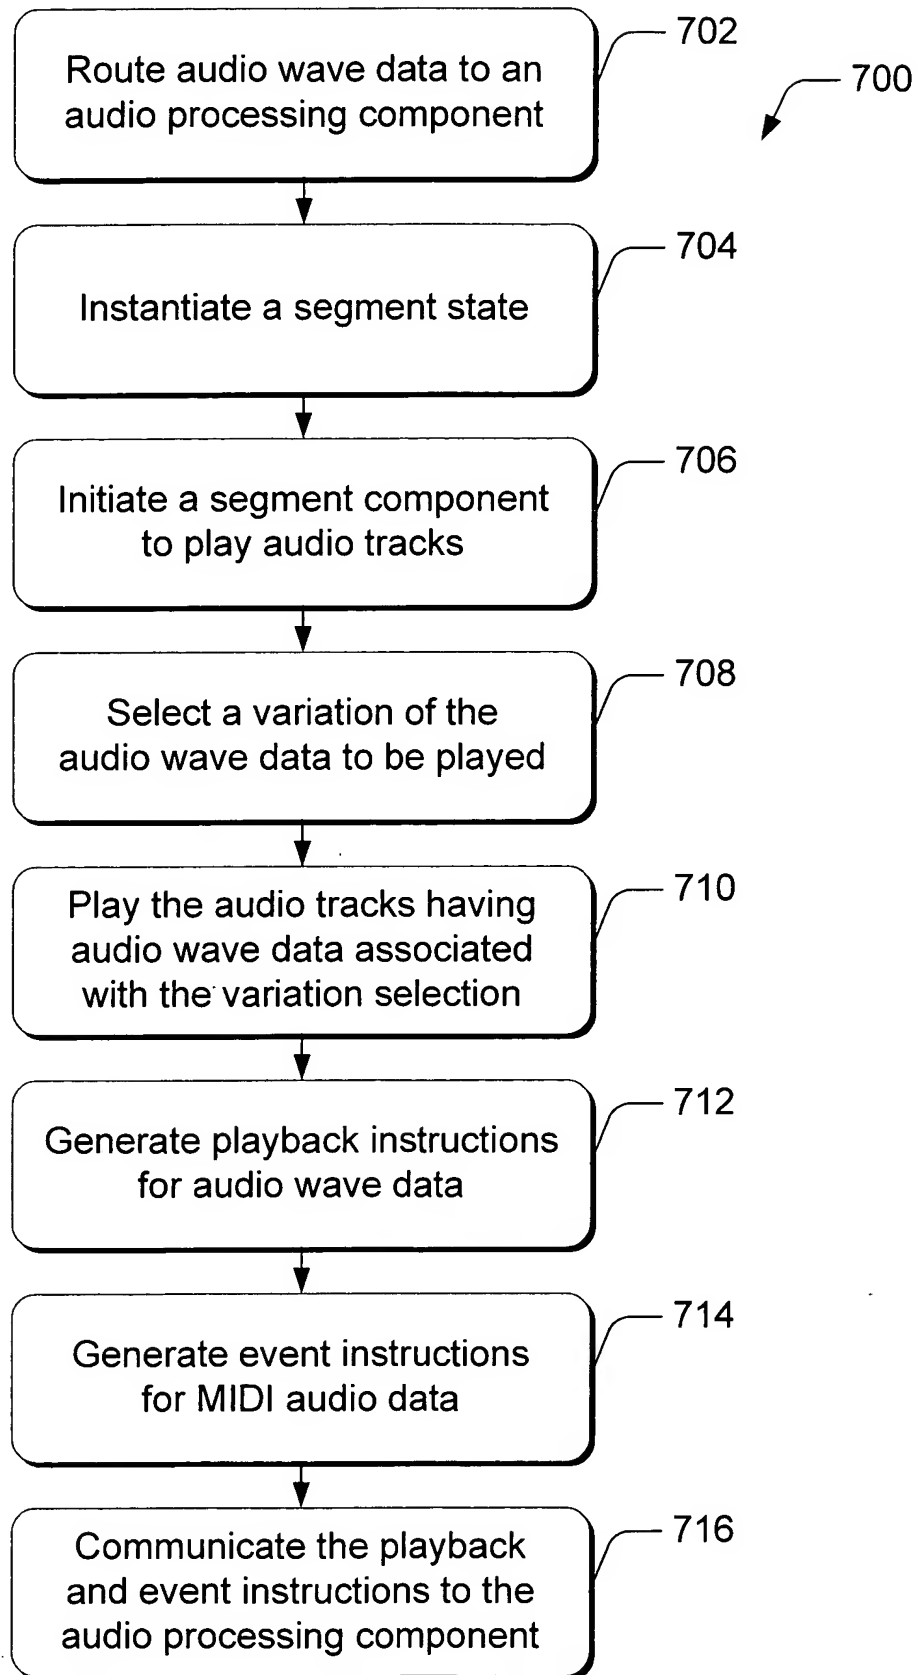 702
700
Route audio wave data to an
audio processing component
704
Instantiate a segment state
706
Initiate a segment component
to play audio tracks
708
Select a variation of the
audio wave data to be played
710
Play the audio tracks having
audio wave data associated
with the variation selection
712
Generate playback instructions
for audio wave data
714
Generate event instructions
for MIDI audio data
716
Communicate the playback
and event instructions to the
audio processing component